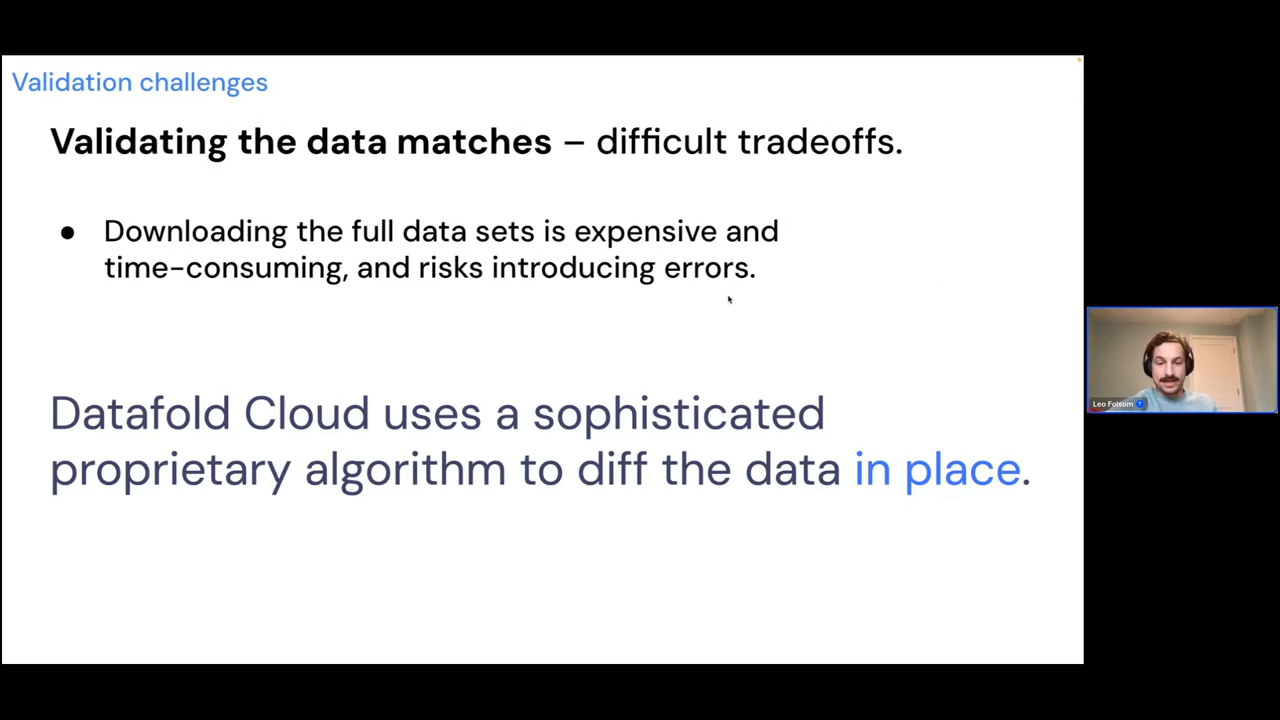 Validation challenges
Validating the data matches – difficult tradeoffs.
● Downloading the full data sets is expensive and
time-consuming, and risks introducing errors.
Datafold Cloud uses a sophisticated
proprietary algorithm to diff the data in place.
Leo Folsom